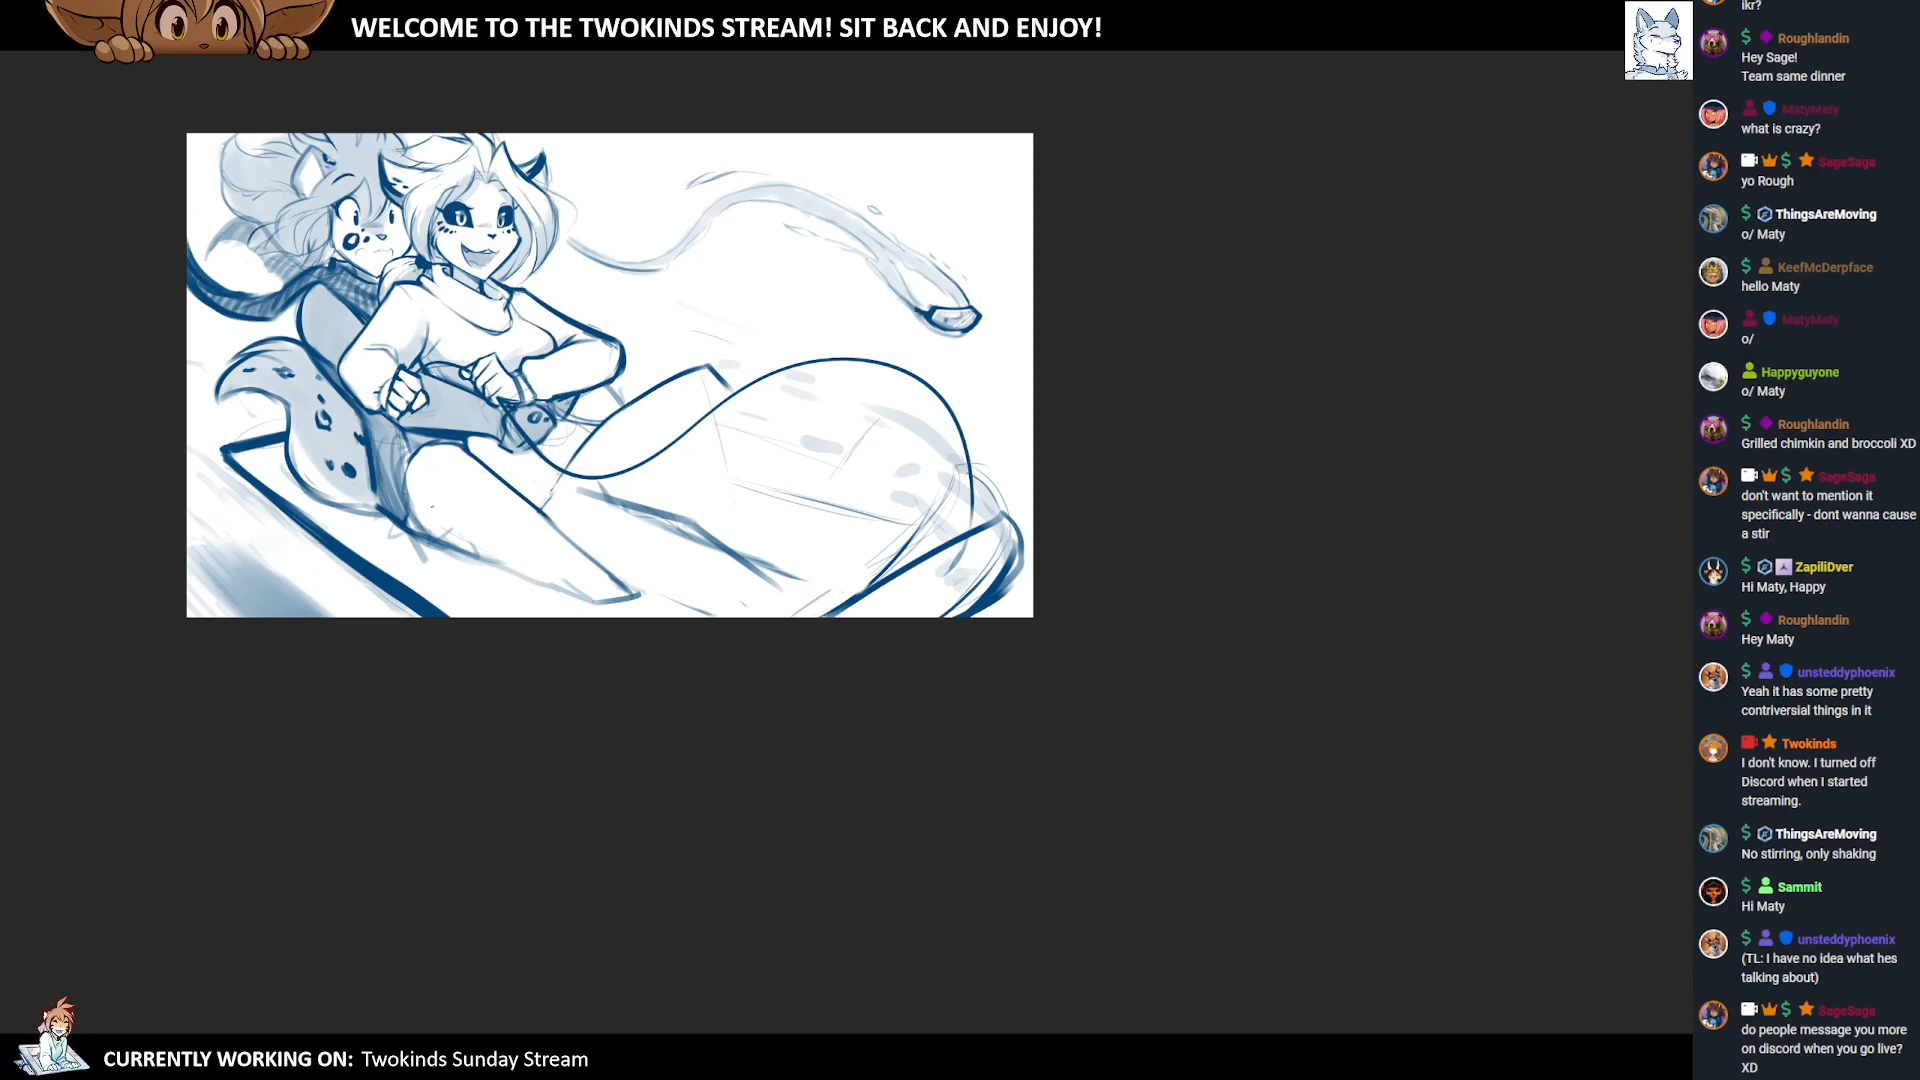 WELCOME TO THE TWOKINDS STREAM! SIT BACK AND ENJOY!
ikr?
Roughlandin
Hey Sage!
Team same dinner
MatyMaty
what is crazy?
SageSaga
yo Rough
ThingsAreMoving
o/ Maty
KeefMcDerpface
hello Maty
MatyMaty
o/
Happyguyone
o/ Maty
Roughlandin
Grilled chimkin and broccoli XD
SageSaga
don't want to mention it
specifically - dont wanna cause
a stir
ZapiliDver
Hi Maty, Happy
Roughlandin
Hey Maty
unsteddyphoenix
Yeah it has some pretty
contriversial things in it
Twokinds
I don't know. I turned off
Discord when I started
streaming.
ThingsAreMoving
No stirring, only shaking
Sammit
Hi Maty
unsteddyphoenix
(TL: I have no idea what hes
talking about)
SageSaga
do people message you more
on discord when you go live?
XD
CURRENTLY WORKING ON: Twokinds Sunday Stream